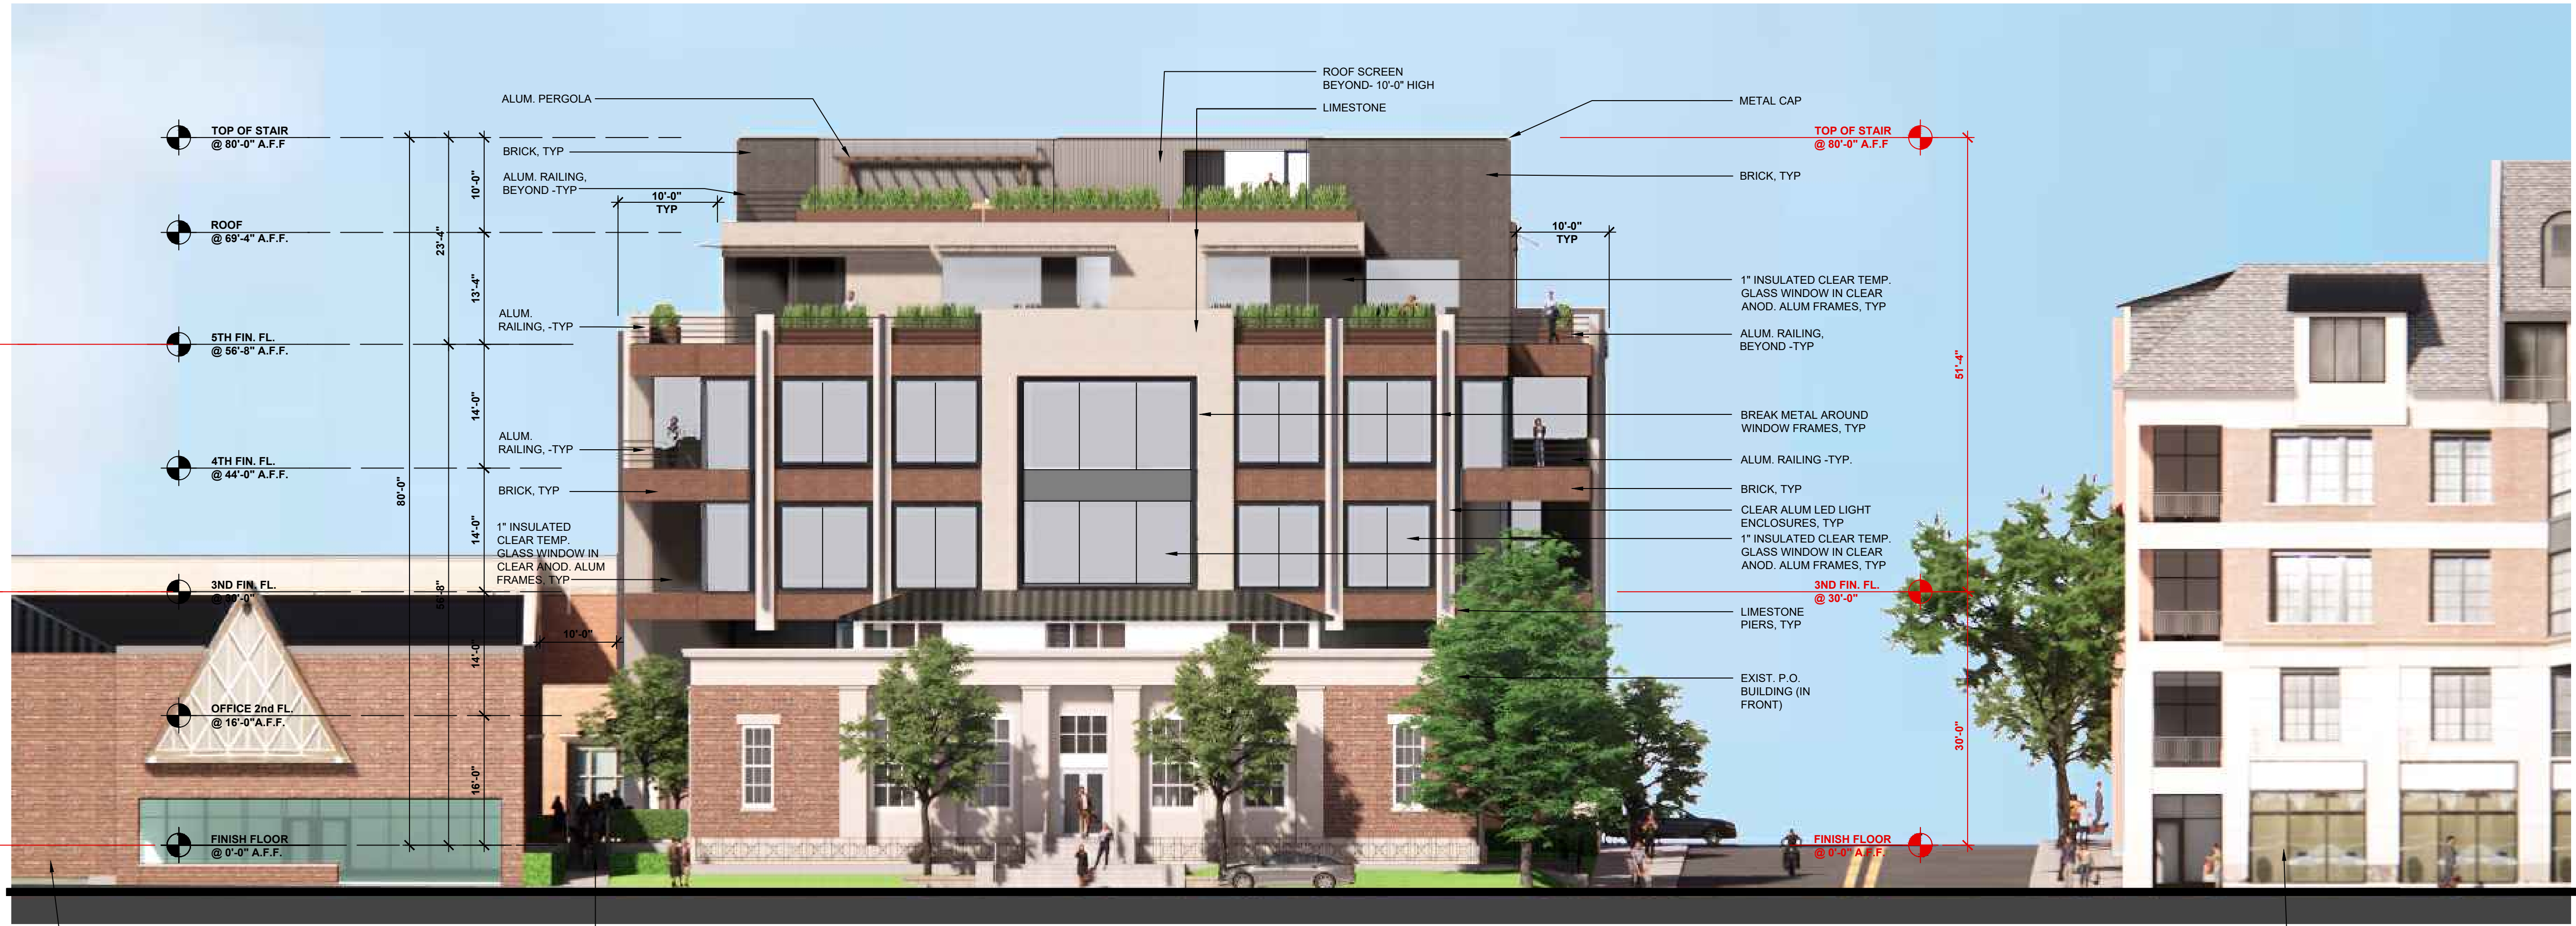 TOP OF STAIR
@ 80'-0" A.F.F
ROOF
@ 69'-4" A.F.F.
5TH FIN. FL.
@ 56'-8" A.F.F.
4TH FIN. FL.
@ 44'-0" A.F.F.
3ND FIN. FL.
@ 30'-0"
OFFICE 2nd FL.
@ 16'-0"A.F.F.
FINISH FLOOR
@ 0'-0" A.F.F.
80'-0"
23'-4"
56'-8"
10'-0"
13'-4"
14'-0"
14'-0"
14'-0"
16'-0"
ALUM. PERGOLA
BRICK, TYP
ALUM. RAILING,
BEYOND -TYP
10'-0"
TYP
ALUM.
RAILING, -TYP
ALUM.
RAILING, -TYP
BRICK, TYP
1" INSULATED
CLEAR TEMP.
GLASS WINDOW IN
CLEAR ANOD. ALUM
FRAMES, TYP
10'-0"
ROOF SCREEN
BEYOND- 10'-0" HIGH
LIMESTONE
METAL CAP
BRICK, TYP
10'-0"
TYP
1" INSULATED CLEAR TEMP.
GLASS WINDOW IN CLEAR
ANOD. ALUM FRAMES, TYP
ALUM. RAILING,
BEYOND -TYP
BREAK METAL AROUND
WINDOW FRAMES, TYP
ALUM. RAILING -TYP.
BRICK, TYP
CLEAR ALUM LED LIGHT
ENCLOSURES, TYP
1" INSULATED CLEAR TEMP.
GLASS WINDOW IN CLEAR
ANOD. ALUM FRAMES, TYP
LIMESTONE
PIERS, TYP
EXIST. P.O.
BUILDING (IN
FRONT)
TOP OF STAIR
@ 80'-0" A.F.F
51'-4"
3ND FIN. FL.
@ 30'-0"
30'-0"
FINISH FLOOR
@ 0'-0" A.F.F.